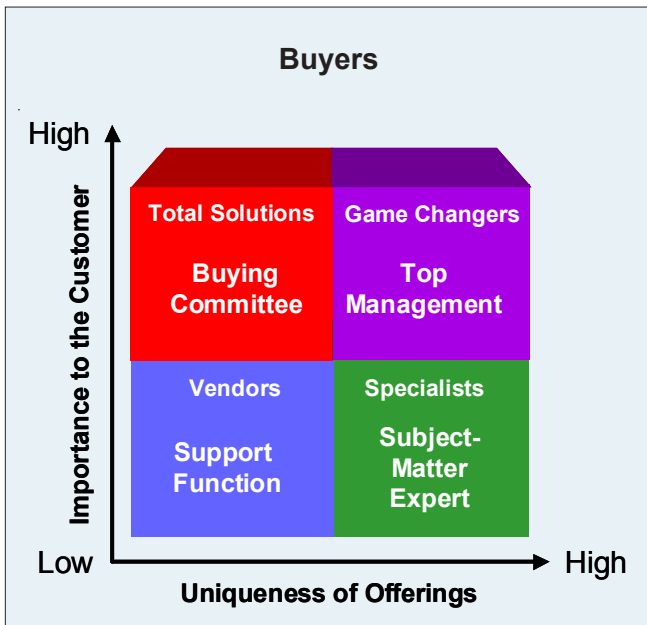 Buyers
High
Importance to the Customer
Total Solutions
Buying
Committee
Game Changers
Top
Management
Vendors
Support
Function
Specialists
Subject-
Matter
Expert
Low
High
Uniqueness of Offerings